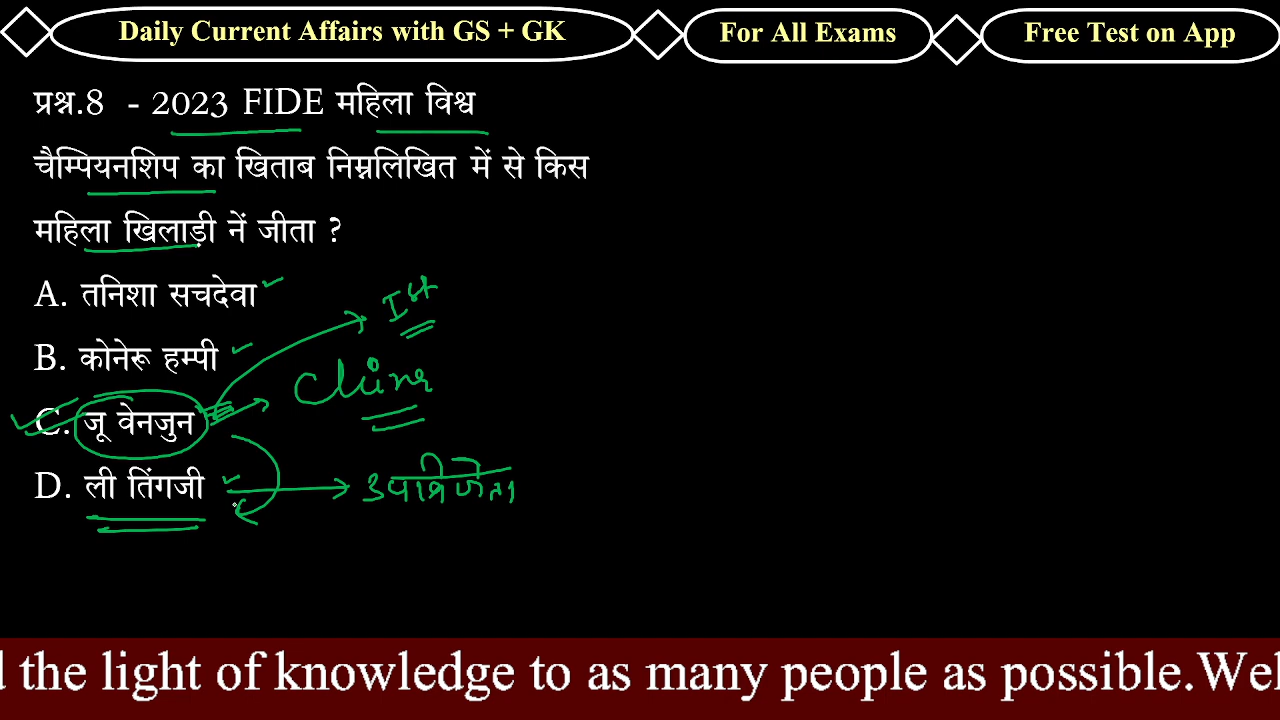 Daily Current Affairs with GS + GK
For All Exams
Free Test on App
प्रश्न.8 - 2023 FIDE महिला विश्व
चैम्पियनशिप का खिताब निम्नलिखित में से किस
महिला खिलाड़ी नें जीता ?
A. तनिशा सचदेवा
Ist
B. कोनेरू हम्पी
China
C. जू वेनजुन
D. ली तिंगजी
उपविजेता
d the light of knowledge to as many people as possible.Wel